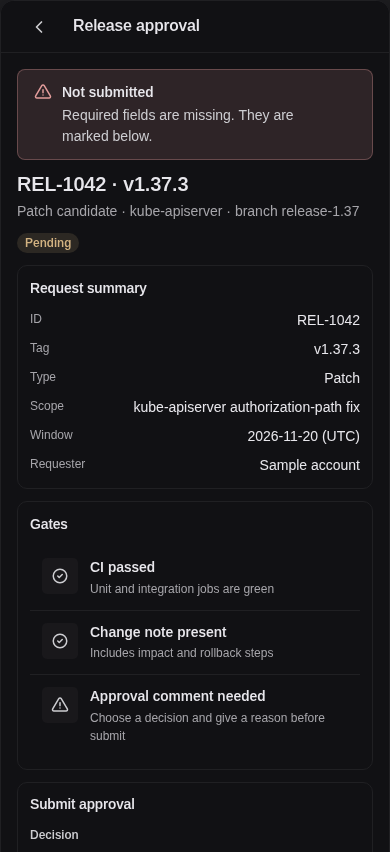 Release approval
Not submitted
Required fields are missing. They are
marked below.
REL-1042 · v1.37.3
Patch candidate · kube-apiserver · branch release-1.37
Pending
Request summary
ID REL-1042
Tag v1.37.3
Type Patch
Scope kube-apiserver authorization-path fix
Window 2026-11-20 (UTC)
Requester Sample account
Gates
CI passed
Unit and integration jobs are green
Change note present
Includes impact and rollback steps
Approval comment needed
Choose a decision and give a reason before
submit
Submit approval
Decision